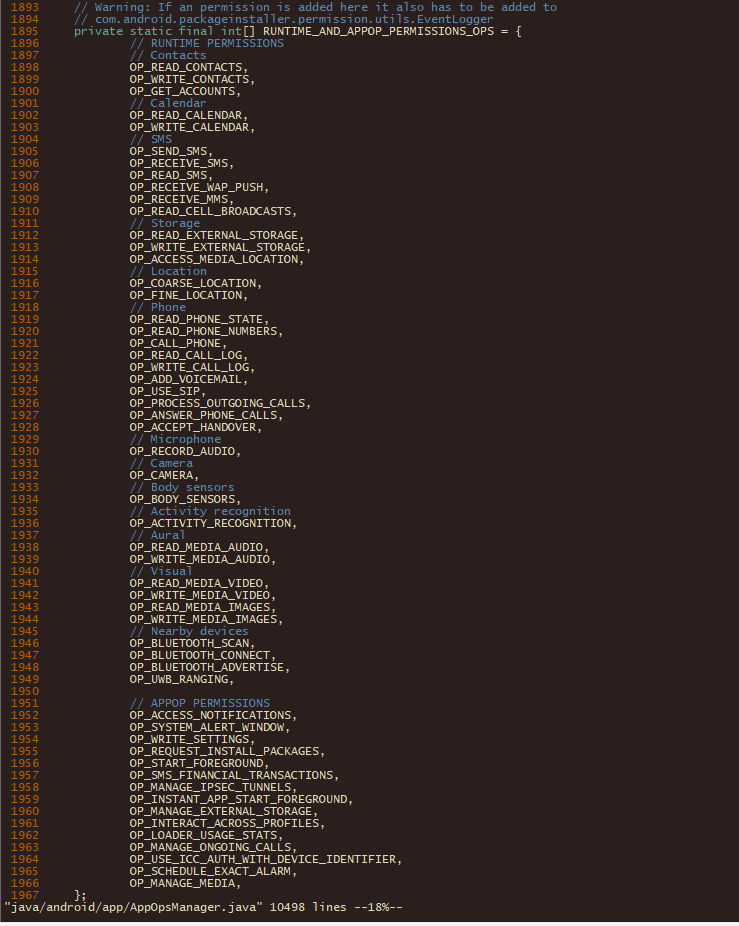 1893     // Warning: If an permission is added here it also has to be added to
1894     // com.android.packageinstaller.permission.utils.EventLogger
1895     private static final int[] RUNTIME_AND_APPOP_PERMISSIONS_OPS = {
1896             // RUNTIME PERMISSIONS
1897             // Contacts
1898             OP_READ_CONTACTS,
1899             OP_WRITE_CONTACTS,
1900             OP_GET_ACCOUNTS,
1901             // Calendar
1902             OP_READ_CALENDAR,
1903             OP_WRITE_CALENDAR,
1904             // SMS
1905             OP_SEND_SMS,
1906             OP_RECEIVE_SMS,
1907             OP_READ_SMS,
1908             OP_RECEIVE_WAP_PUSH,
1909             OP_RECEIVE_MMS,
1910             OP_READ_CELL_BROADCASTS,
1911             // Storage
1912             OP_READ_EXTERNAL_STORAGE,
1913             OP_WRITE_EXTERNAL_STORAGE,
1914             OP_ACCESS_MEDIA_LOCATION,
1915             // Location
1916             OP_COARSE_LOCATION,
1917             OP_FINE_LOCATION,
1918             // Phone
1919             OP_READ_PHONE_STATE,
1920             OP_READ_PHONE_NUMBERS,
1921             OP_CALL_PHONE,
1922             OP_READ_CALL_LOG,
1923             OP_WRITE_CALL_LOG,
1924             OP_ADD_VOICEMAIL,
1925             OP_USE_SIP,
1926             OP_PROCESS_OUTGOING_CALLS,
1927             OP_ANSWER_PHONE_CALLS,
1928             OP_ACCEPT_HANDOVER,
1929             // Microphone
1930             OP_RECORD_AUDIO,
1931             // Camera
1932             OP_CAMERA,
1933             // Body sensors
1934             OP_BODY_SENSORS,
1935             // Activity recognition
1936             OP_ACTIVITY_RECOGNITION,
1937             // Aural
1938             OP_READ_MEDIA_AUDIO,
1939             OP_WRITE_MEDIA_AUDIO,
1940             // Visual
1941             OP_READ_MEDIA_VIDEO,
1942             OP_WRITE_MEDIA_VIDEO,
1943             OP_READ_MEDIA_IMAGES,
1944             OP_WRITE_MEDIA_IMAGES,
1945             // Nearby devices
1946             OP_BLUETOOTH_SCAN,
1947             OP_BLUETOOTH_CONNECT,
1948             OP_BLUETOOTH_ADVERTISE,
1949             OP_UWB_RANGING,
1950
1951             // APPOP PERMISSIONS
1952             OP_ACCESS_NOTIFICATIONS,
1953             OP_SYSTEM_ALERT_WINDOW,
1954             OP_WRITE_SETTINGS,
1955             OP_REQUEST_INSTALL_PACKAGES,
1956             OP_START_FOREGROUND,
1957             OP_SMS_FINANCIAL_TRANSACTIONS,
1958             OP_MANAGE_IPSEC_TUNNELS,
1959             OP_INSTANT_APP_START_FOREGROUND,
1960             OP_MANAGE_EXTERNAL_STORAGE,
1961             OP_INTERACT_ACROSS_PROFILES,
1962             OP_LOADER_USAGE_STATS,
1963             OP_MANAGE_ONGOING_CALLS,
1964             OP_USE_ICC_AUTH_WITH_DEVICE_IDENTIFIER,
1965             OP_SCHEDULE_EXACT_ALARM,
1966             OP_MANAGE_MEDIA,
1967     };
"java/android/app/AppOpsManager.java" 10498 lines --18%--